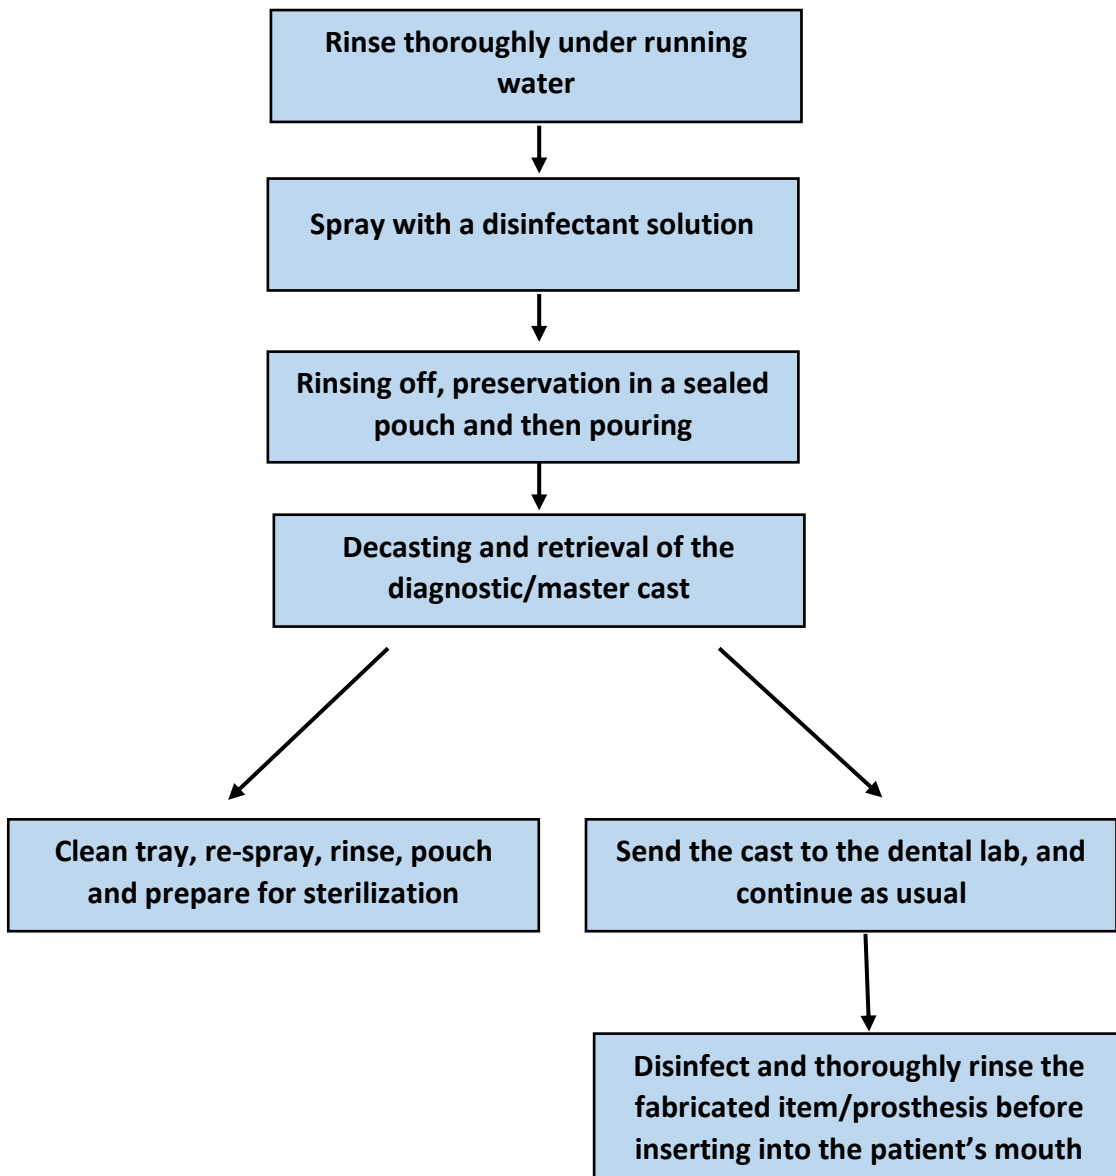 Rinse thoroughly under running
water
Spray with a disinfectant solution
Rinsing off, preservation in a sealed
pouch and then pouring
Decasting and retrieval of the
diagnostic/master cast
Clean tray, re-spray, rinse, pouch
and prepare for sterilization
Send the cast to the dental lab, and
continue as usual
Disinfect and thoroughly rinse the
fabricated item/prosthesis before
inserting into the patient’s mouth